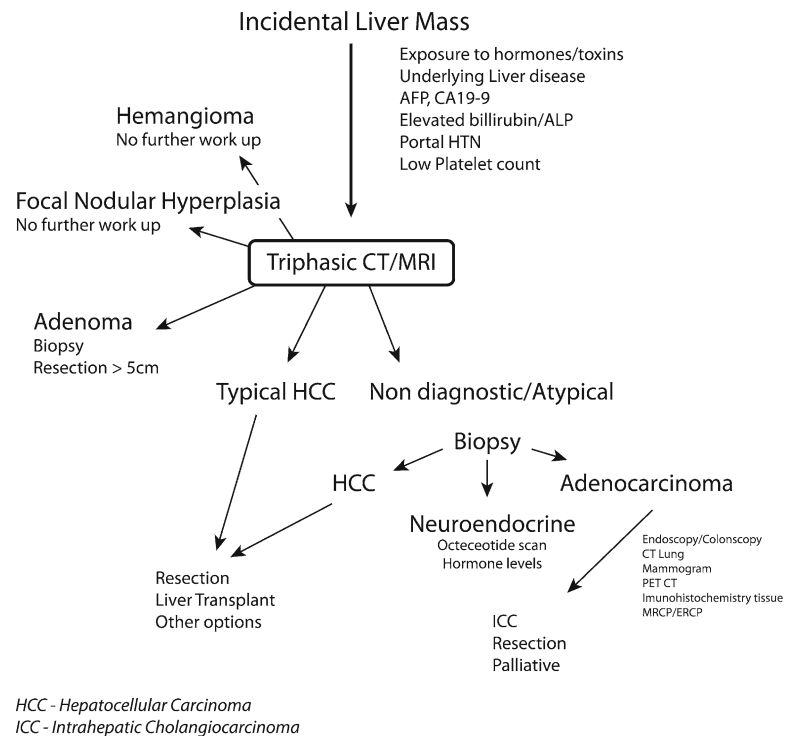 Incidental Liver Mass
Exposure to hormones/toxins
Underlying Liver disease
AFP, CA19-9
Elevated billirubin/ALP
Portal HTN
Low Platelet count
Hemangioma
No further work up
Focal Nodular Hyperplasia
No further work up
Triphasic CT/MRI
Adenoma
Biopsy
Resection > 5cm
Typical HCC
Non diagnostic/Atypical
Biopsy
HCC
Neuroendocrine
Octeceotide scan
Hormone levels
Adenocarcinoma
Endoscopy/Colonscopy
CT Lung
Mammogram
PET CT
Imunohistochemistry tissue
MRCP/ERCP
Resection
Liver Transplant
Other options
ICC
Resection
Palliative
HCC - Hepatocellular Carcinoma
ICC - Intrahepatic Cholangiocarcinoma